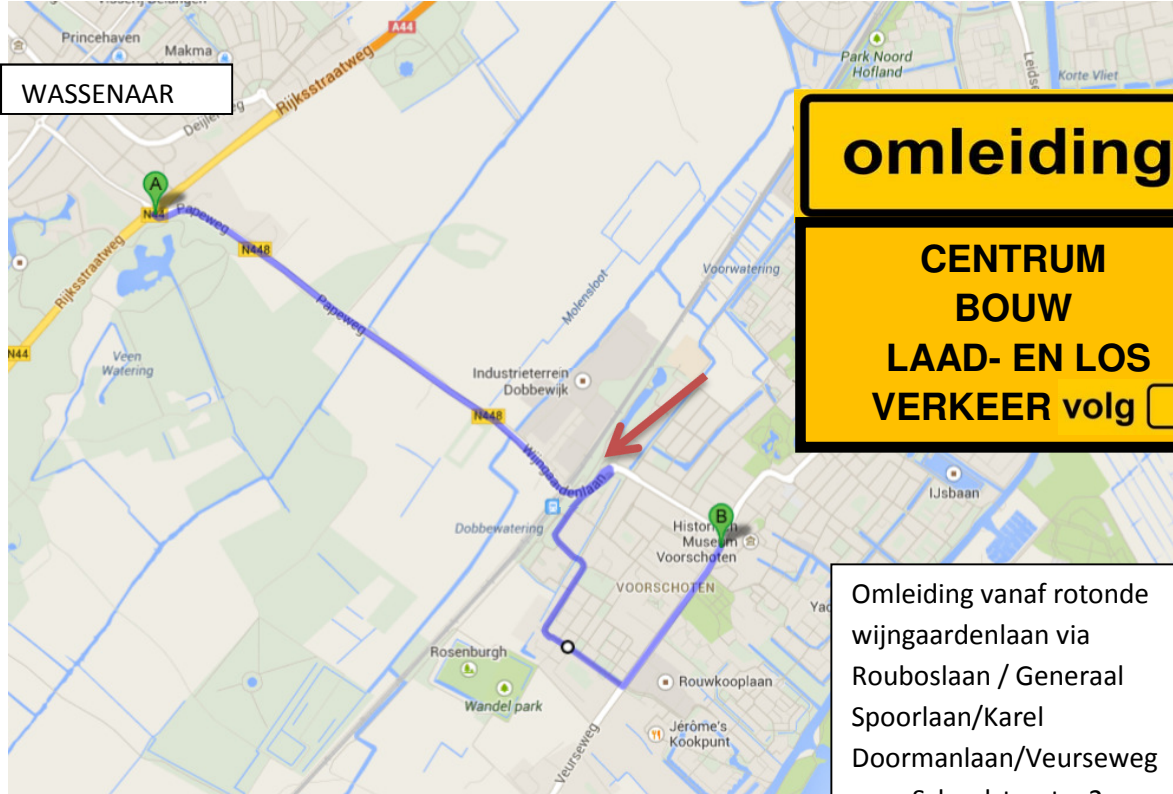 Princehaven
Makma
A44
Rijksstraatweg
Park Noord
Hofland
Korte Vliet
WASSENAAR
omleiding
A
N44
Papeweg
N448
CENTRUM
BOUW
LAAD- EN LOS
VERKEER volg
Voorwatering
Molensloot
Rijksstraatweg
Papeweg
N44
Veen
Watering
Industrieterrein
Dobbewijk
N448
Wijngaardenlaan
IJsbaan
B
Dobbewatering
Museum
Voorschoten
VOORSCHOTEN
Omleiding vanaf rotonde
wijngaardenlaan via
Rouboslaan / Generaal
Spoorlaan/Karel
Doormanlaan/Veurseweg
Rosenburgh
Wandel park
Rouwkooplaan
Jérôme's
Kookpunt
Veurseweg